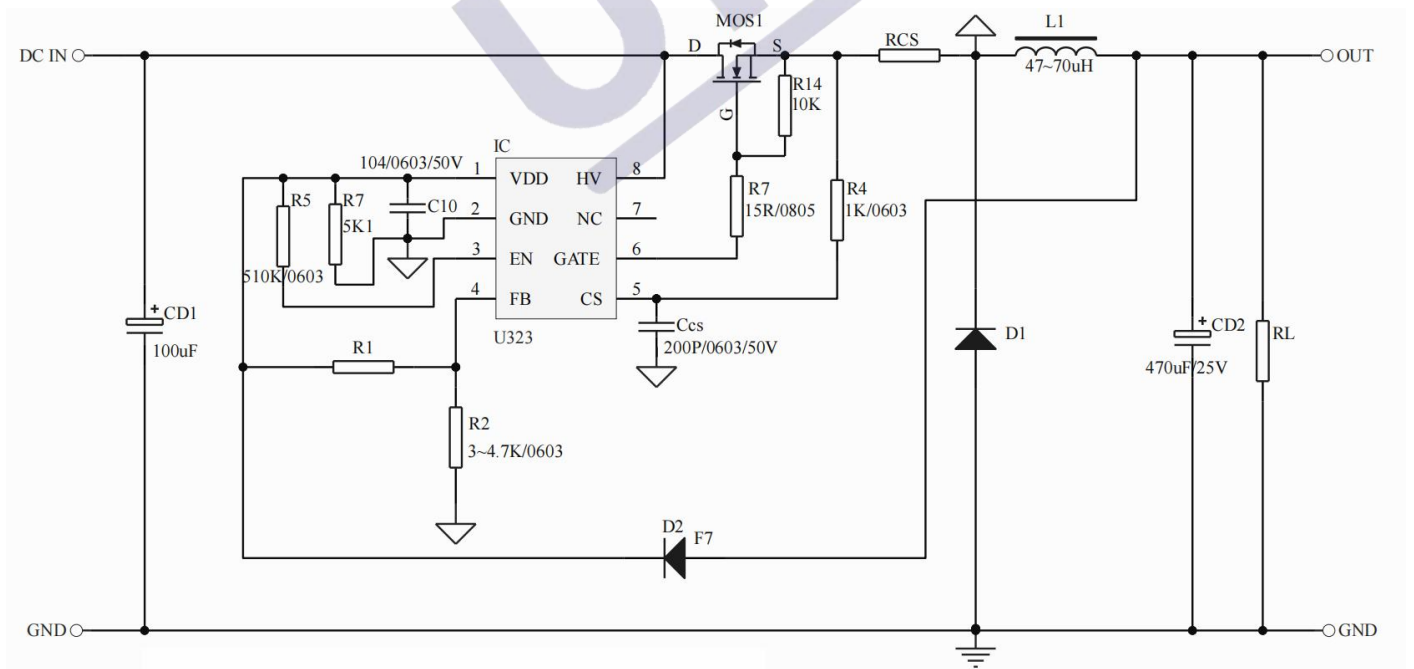 MOS1
L1
DC IN
D
S
RCS
OUT
47~70uH
R14
10K
G
IC
104/0603/50V
1
VDD
HV
8
R5
R7
C10
R7
R4
5K1
2
GND
NC
7
15R/0805
1K/0603
3
EN
GATE
6
510K/0603
4
FB
CS
5
+
CD1
100uF
U323
Ccs
200P/0603/50V
D1
+
CD2
470uF/25V
RL
R1
R2
3~4.7K/0603
D2
F7
GND
GND